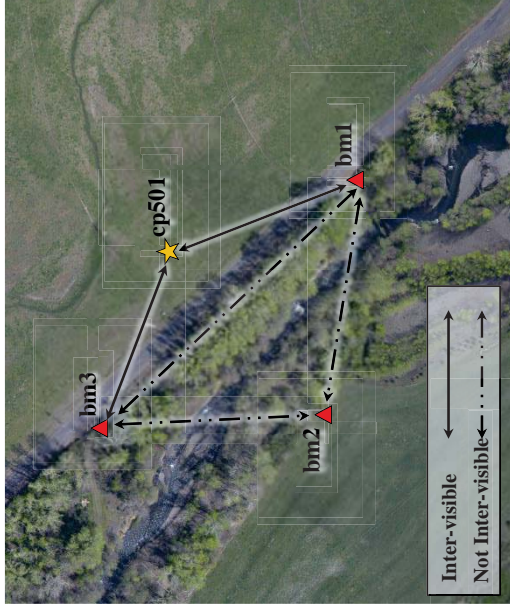 bm1
cp501
bm3
bm2
Inter-visible
Not Inter-visible